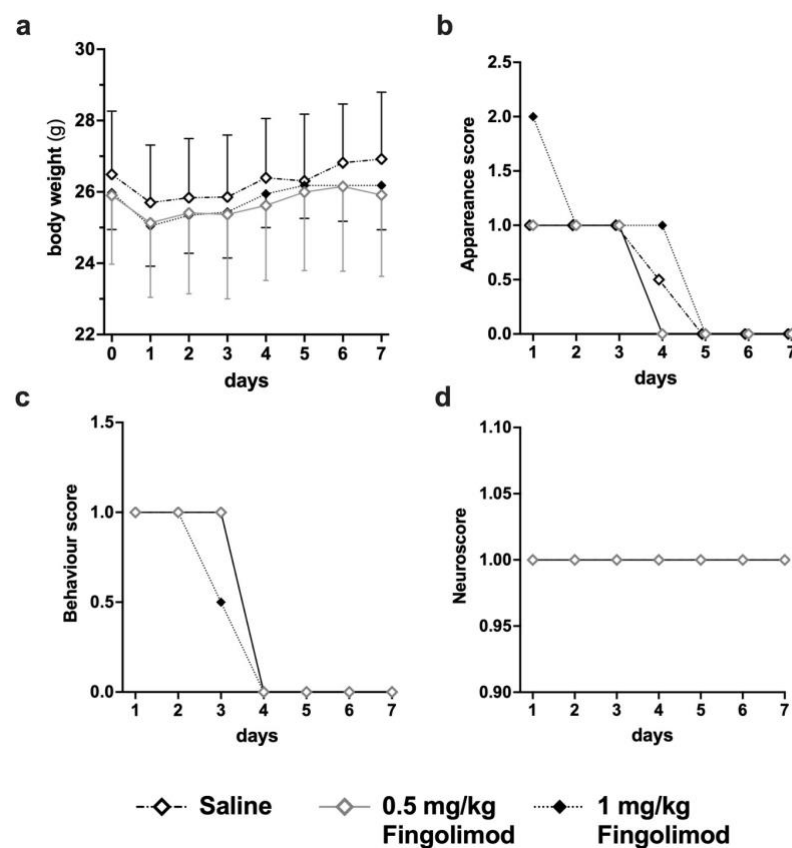 a
30
28
26
24
22
body weight (g)
0 1 2 3 4 5 6 7
days
b
2.5
2.0
1.5
1.0
0.5
0.0
Appareance score
1 2 3 4 5 6 7
days
c
1.5
1.0
0.5
0.0
Behaviour score
1 2 3 4 5 6 7
days
d
1.10
1.05
1.00
0.95
0.90
Neuroscore
1 2 3 4 5 6 7
days
Saline
0.5 mg/kg
Fingolimod
1 mg/kg
Fingolimod